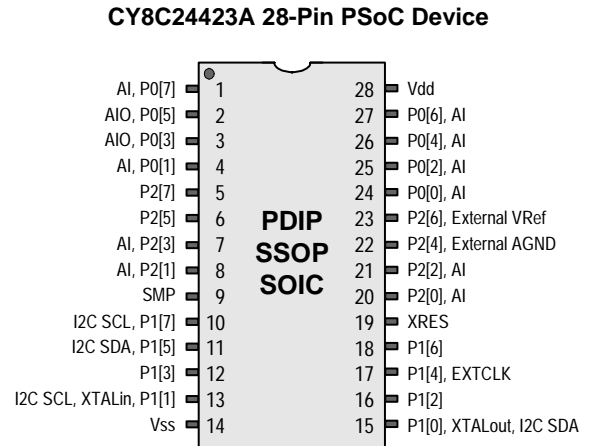 CY8C24423A 28-Pin PSoC Device
AI, P0[7] 1 28 Vdd
AIO, P0[5] 2 27 P0[6], AI
AIO, P0[3] 3 26 P0[4], AI
AI, P0[1] 4 25 P0[2], AI
P2[7] 5 24 P0[0], AI
P2[5] 6 PDIP 23 P2[6], External VRef
AI, P2[3] 7 SSOP 22 P2[4], External AGND
AI, P2[1] 8 SOIC 21 P2[2], AI
SMP 9 20 P2[0], AI
I2C SCL, P1[7] 10 19 XRES
I2C SDA, P1[5] 11 18 P1[6]
P1[3] 12 17 P1[4], EXTCLK
I2C SCL, XTALin, P1[1] 13 16 P1[2]
Vss 14 15 P1[0], XTALout, I2C SDA